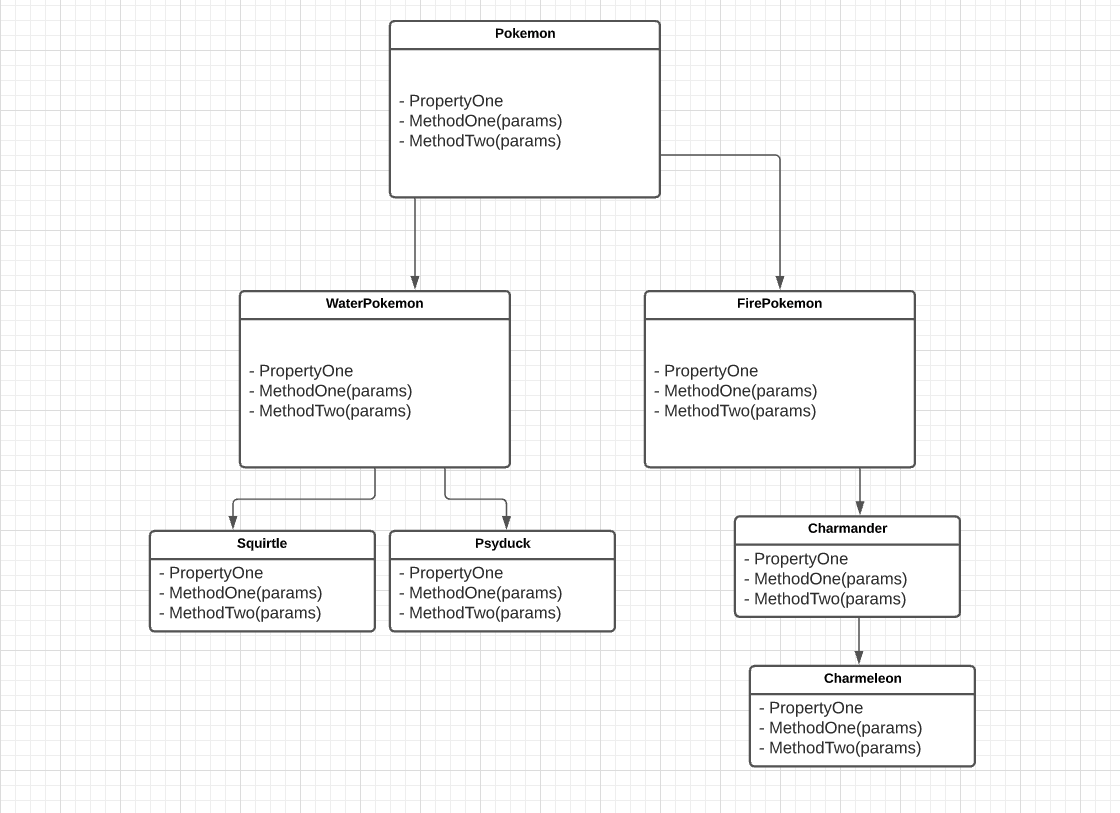 Pokemon
- PropertyOne
- MethodOne(params)
- MethodTwo(params)
WaterPokemon
- PropertyOne
- MethodOne(params)
- MethodTwo(params)
FirePokemon
- PropertyOne
- MethodOne(params)
- MethodTwo(params)
Squirtle
- PropertyOne
- MethodOne(params)
- MethodTwo(params)
Psyduck
- PropertyOne
- MethodOne(params)
- MethodTwo(params)
Charmander
- PropertyOne
- MethodOne(params)
- MethodTwo(params)
Charmeleon
- PropertyOne
- MethodOne(params)
- MethodTwo(params)